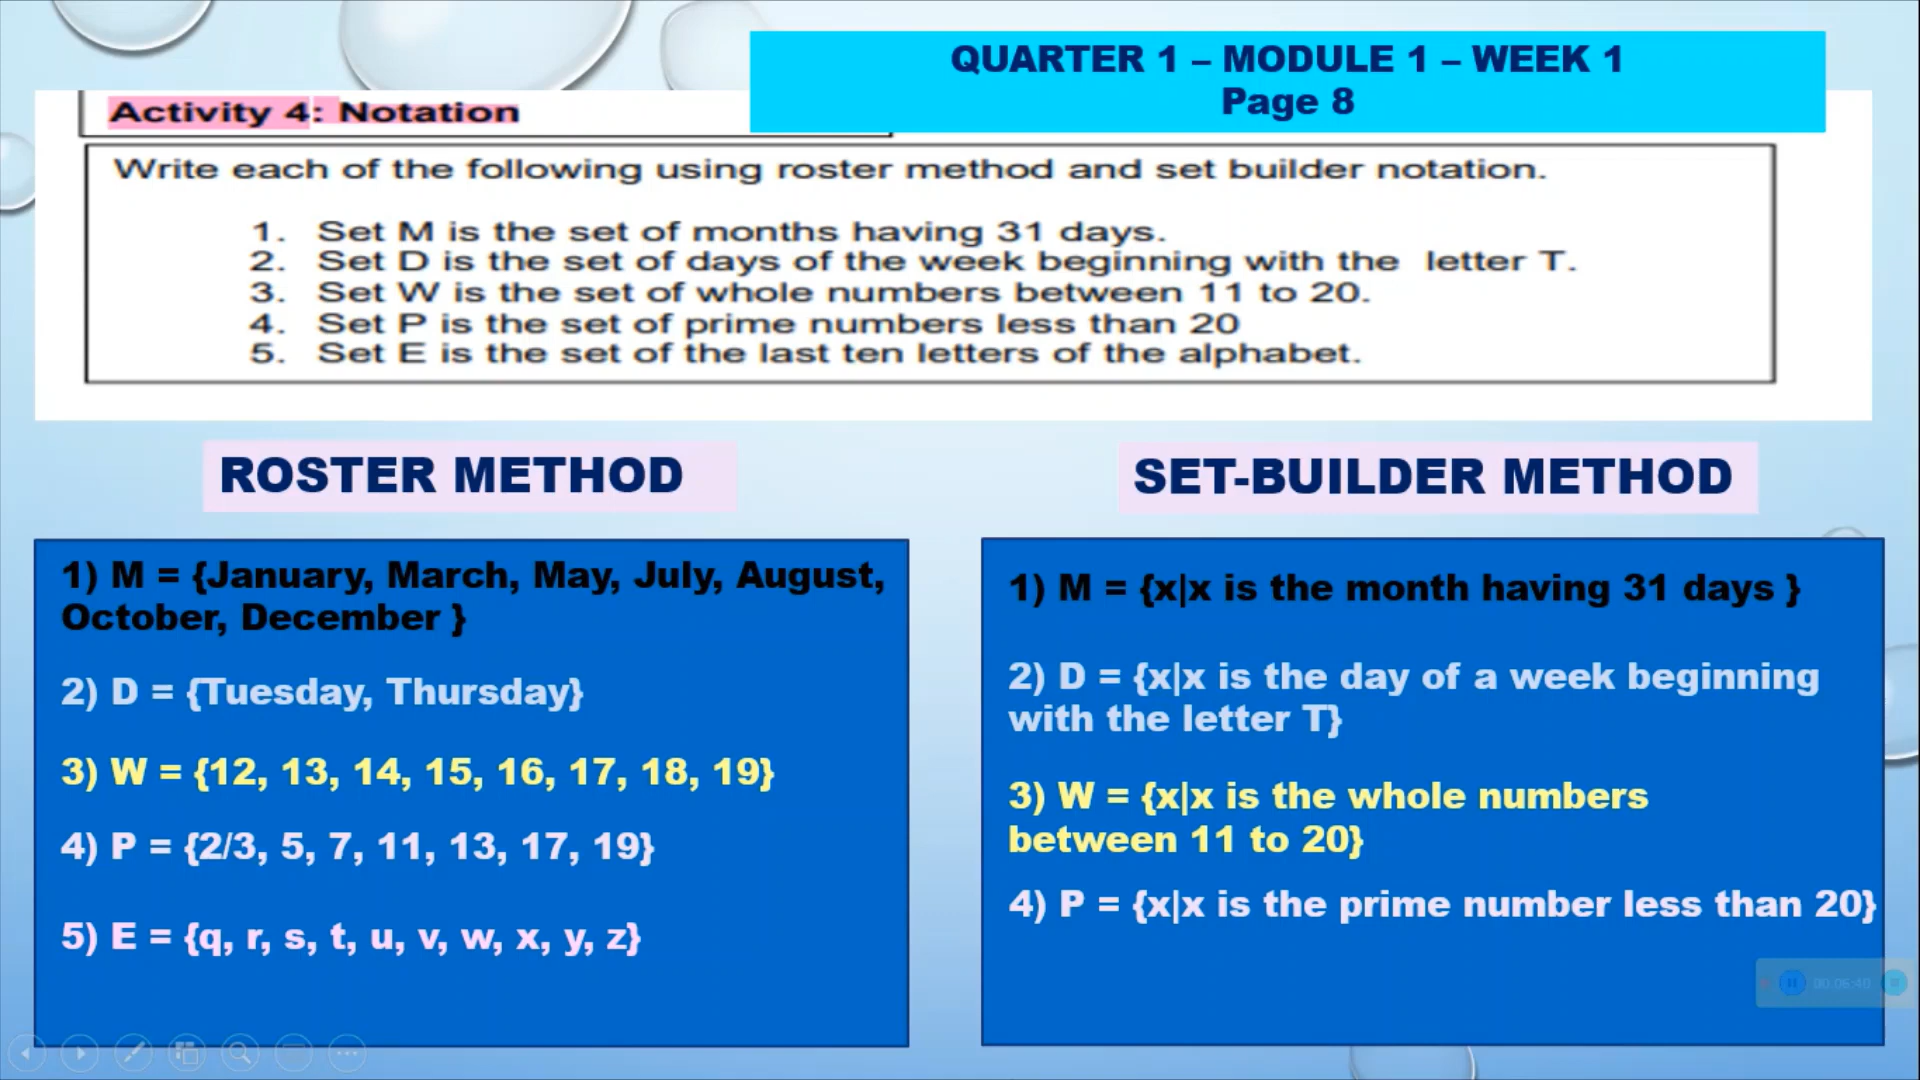 QUARTER 1 – MODULE 1 – WEEK 1
Page 8
Activity 4: Notation
Write each of the following using roster method and set builder notation.
1. Set M is the set of months having 31 days.
2. Set D is the set of days of the week beginning with the letter T.
3. Set W is the set of whole numbers between 11 to 20.
4. Set P is the set of prime numbers less than 20
5. Set E is the set of the last ten letters of the alphabet.
ROSTER METHOD
1) M = {January, March, May, July, August,
October, December }
2) D = {Tuesday, Thursday}
3) W = {12, 13, 14, 15, 16, 17, 18, 19}
4) P = {2/3, 5, 7, 11, 13, 17, 19}
5) E = {q, r, s, t, u, v, w, x, y, z}
SET-BUILDER METHOD
1) M = {x|x is the month having 31 days }
2) D = {x|x is the day of a week beginning
with the letter T}
3) W = {x|x is the whole numbers
between 11 to 20}
4) P = {x|x is the prime number less than 20}
00:06:40